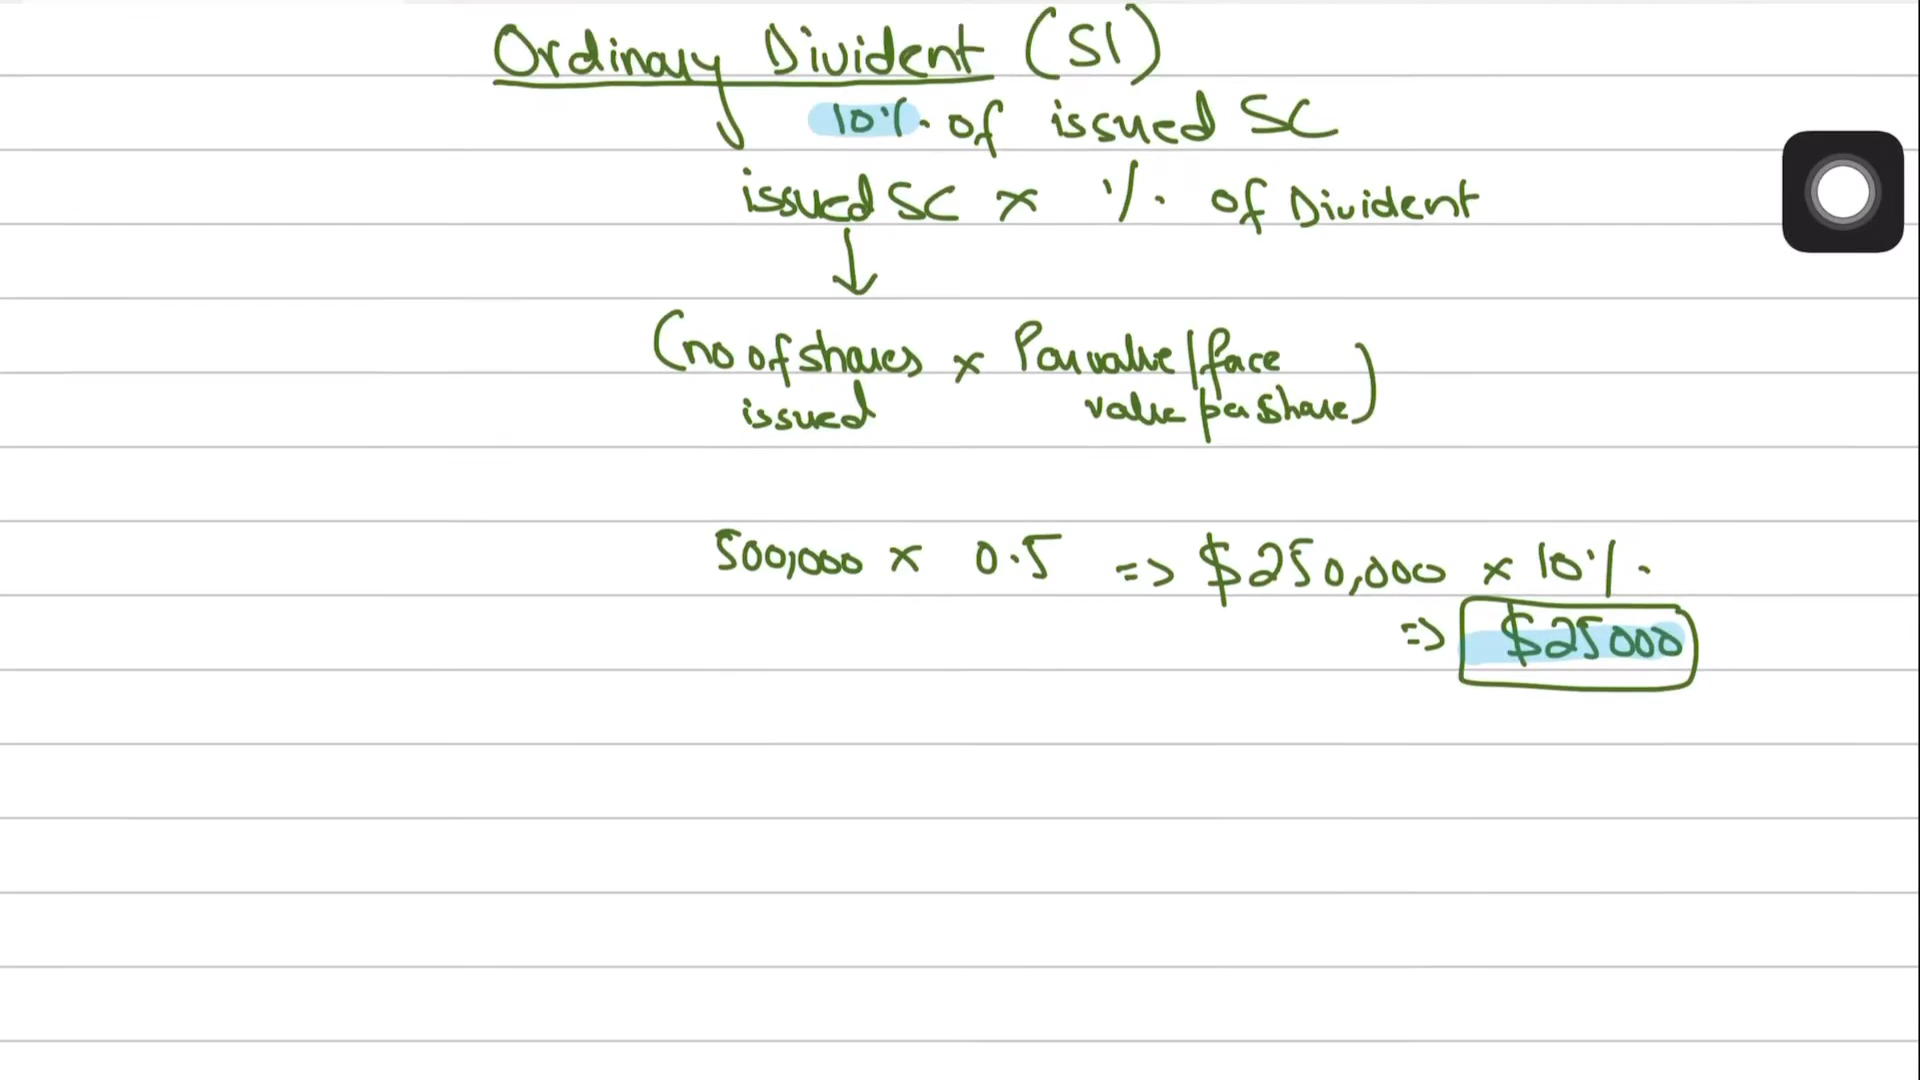 Ordinary Divident (S1)
10% of issued SC
issued SC x % of Divident
(no of shares x Par value / face
issued value per share)
500,000 x 0.5 => $250,000 x 10%
=> $25000